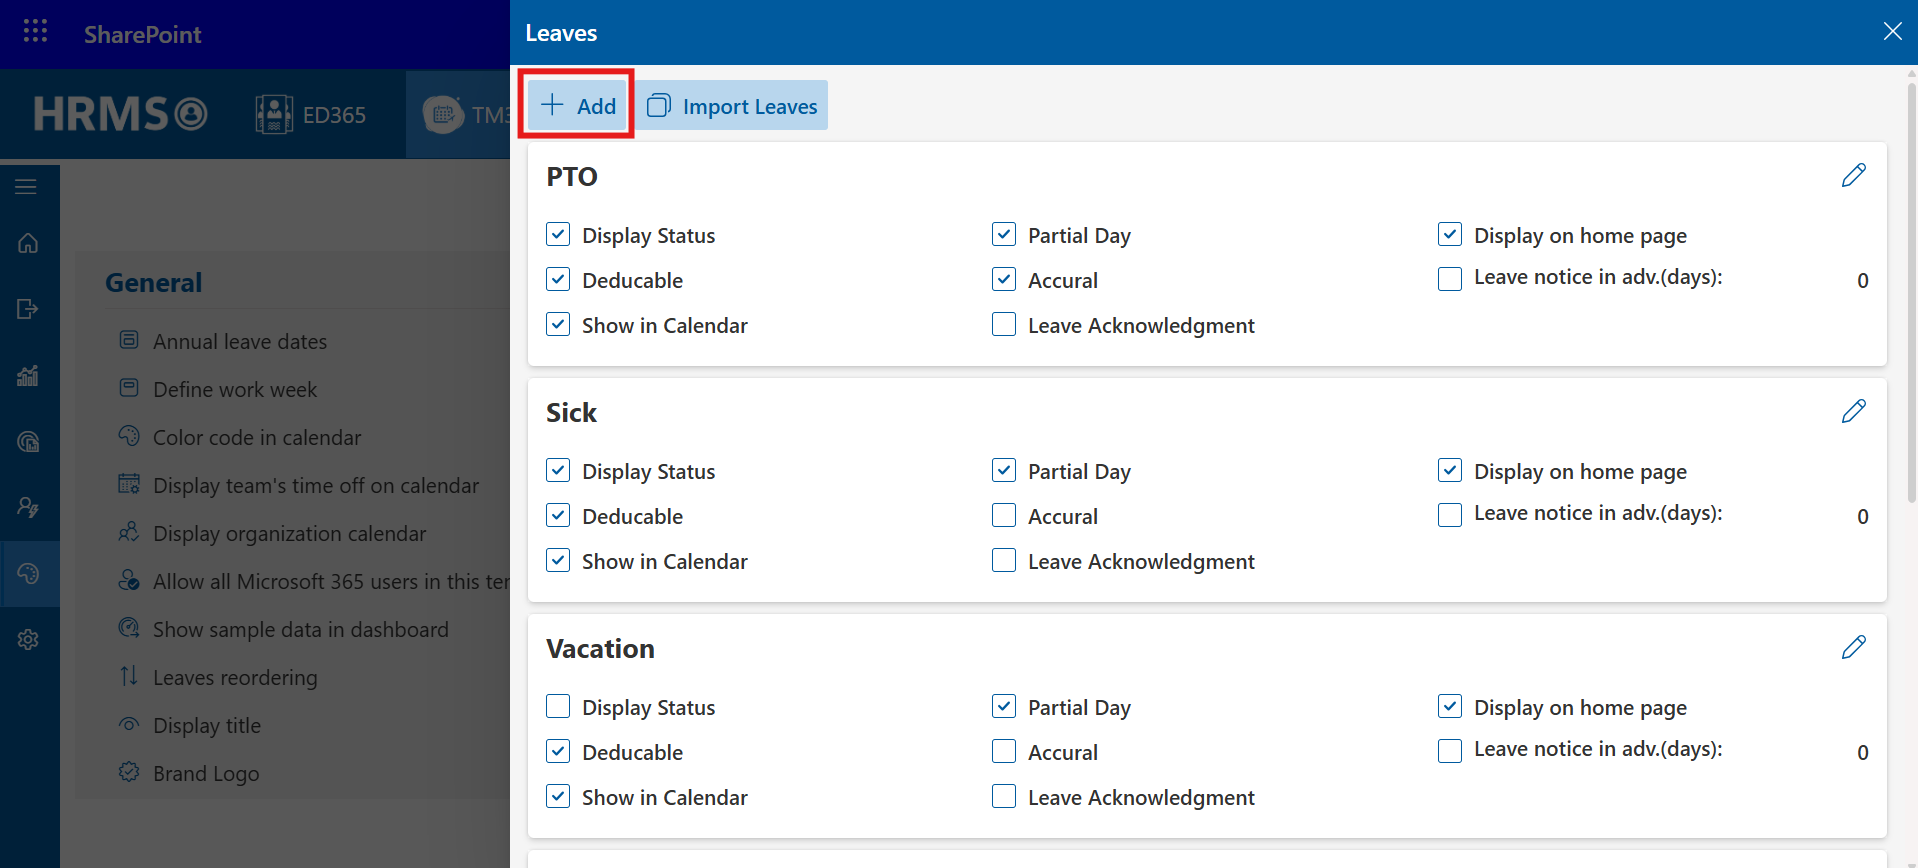 SharePoint
HRMS
ED365
TM3
General
Annual leave dates
Define work week
Color code in calendar
Display team's time off on calendar
Display organization calendar
Allow all Microsoft 365 users in this ter
Show sample data in dashboard
Leaves reordering
Display title
Brand Logo
Leaves
Add
Import Leaves
PTO
Display Status
Partial Day
Display on home page
Deducable
Accural
Leave notice in adv.(days): 0
Show in Calendar
Leave Acknowledgment
Sick
Display Status
Partial Day
Display on home page
Deducable
Accural
Leave notice in adv.(days): 0
Show in Calendar
Leave Acknowledgment
Vacation
Display Status
Partial Day
Display on home page
Deducable
Accural
Leave notice in adv.(days): 0
Show in Calendar
Leave Acknowledgment